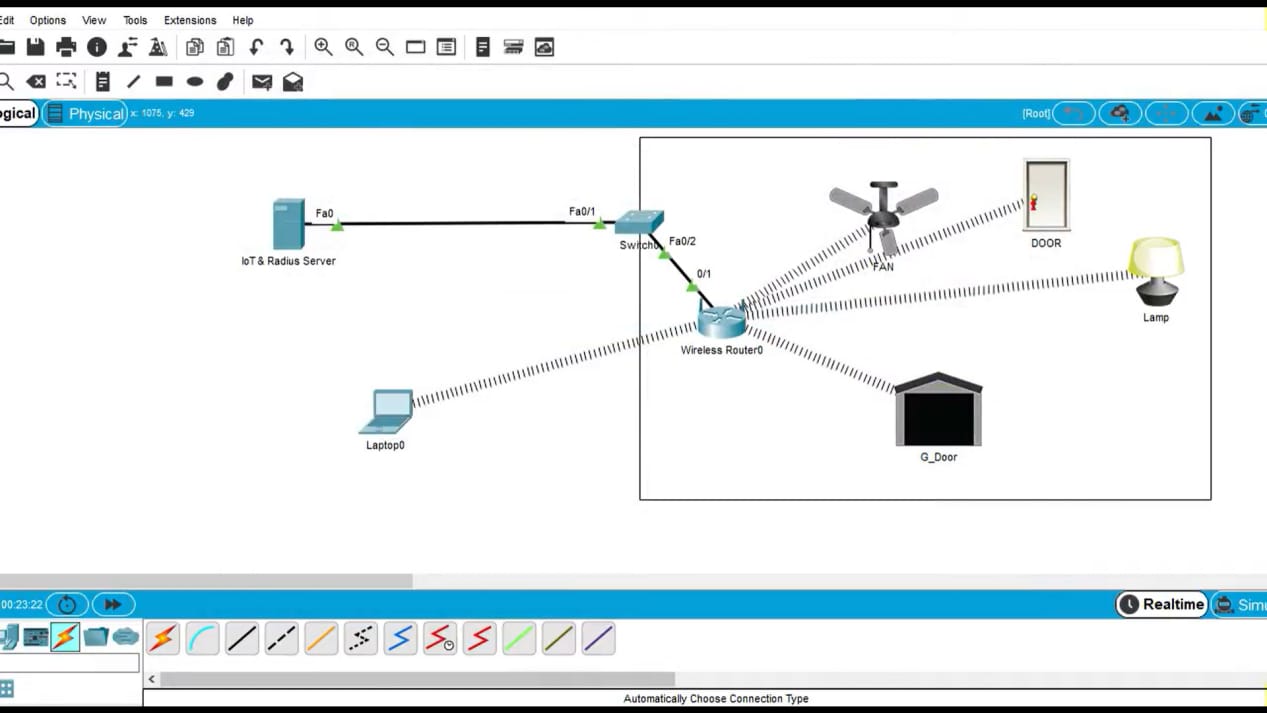 Edit Options View Tools Extensions Help
ogical Physical x: 1075, y: 429 [Root]
Fa0
Fa0/1
IoT & Radius Server
Switch0
Fa0/2
0/1
Wireless Router0
Laptop0
FAN
DOOR
Lamp
G_Door
00:23:22 Realtime Simu
Automatically Choose Connection Type